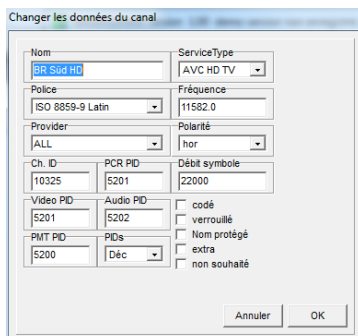 Changer les données du canal
Nom
BR Süd HD
ServiceType
AVC HD TV
Police
ISO 8859-9 Latin
Fréquence
11582.0
Provider
ALL
Polarité
hor
Ch. ID
10325
PCR PID
5201
Débit symbole
22000
Video PID
5201
Audio PID
5202
PMT PID
5200
PIDs
Déc
codé
verrouillé
Nom protégé
extra
non souhaité
Annuler
OK